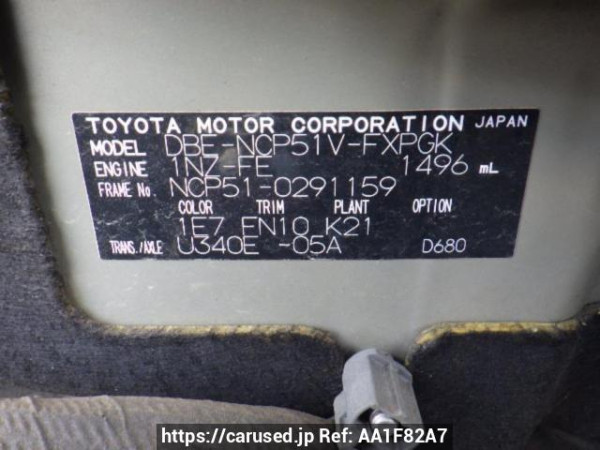 TOYOTA MOTOR CORPORATION JAPAN
MODEL DBE-NCP51V-FXPGK
ENGINE 1NZ-FE 1496 mL
FRAME No. NCP51-0291159
COLOR TRIM PLANT OPTION
1E7 EN10 K21
TRANS./AXLE U340E -05A D680
https://carused.jp Ref: AA1F82A7